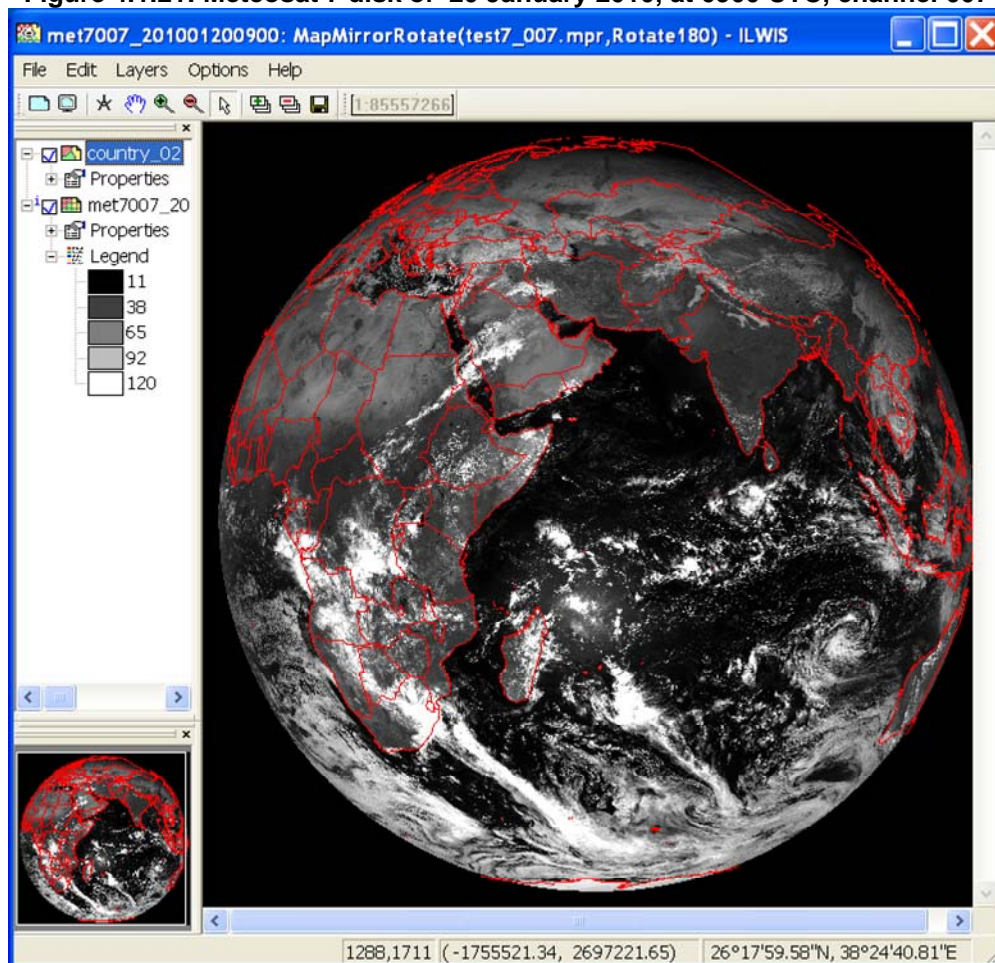 met7007_201001200900: MapMirrorRotate(test7_007.mpr,Rotate180) - ILWIS
File Edit Layers Options Help
1:85557266
country_02
Properties
met7007_20
Properties
Legend
11
38
65
92
120
1288,1711 (-1755521.34, 2697221.65) 26°17'59.58"N, 38°24'40.81"E